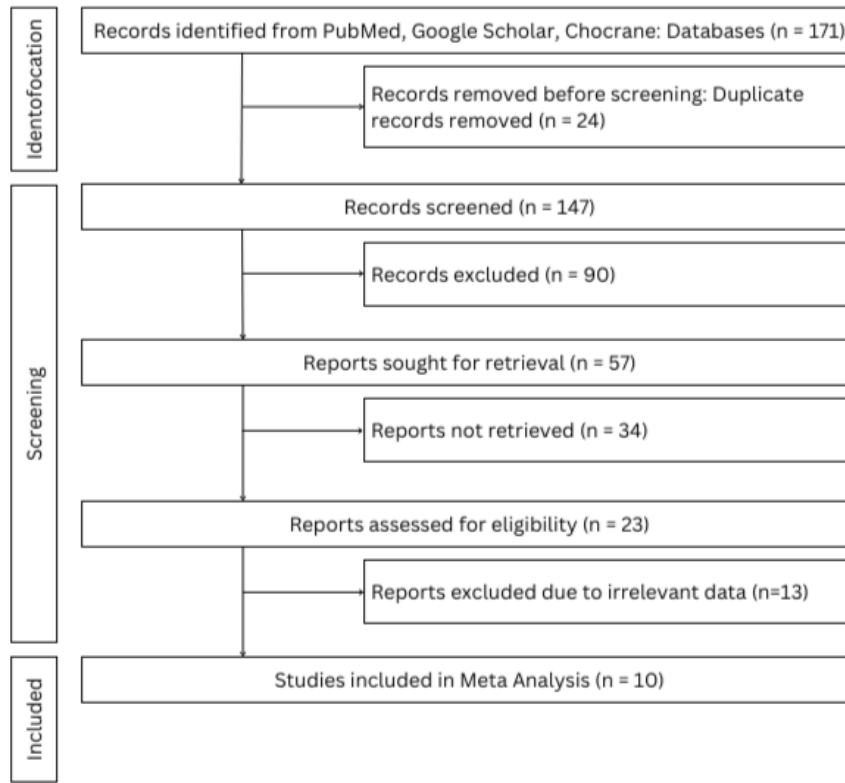 Identofocation
Records identified from PubMed, Google Scholar, Chocrane: Databases (n = 171)
Records removed before screening: Duplicate
records removed (n = 24)
Screening
Records screened (n = 147)
Records excluded (n = 90)
Reports sought for retrieval (n = 57)
Reports not retrieved (n = 34)
Reports assessed for eligibility (n = 23)
Reports excluded due to irrelevant data (n=13)
Included
Studies included in Meta Analysis (n = 10)